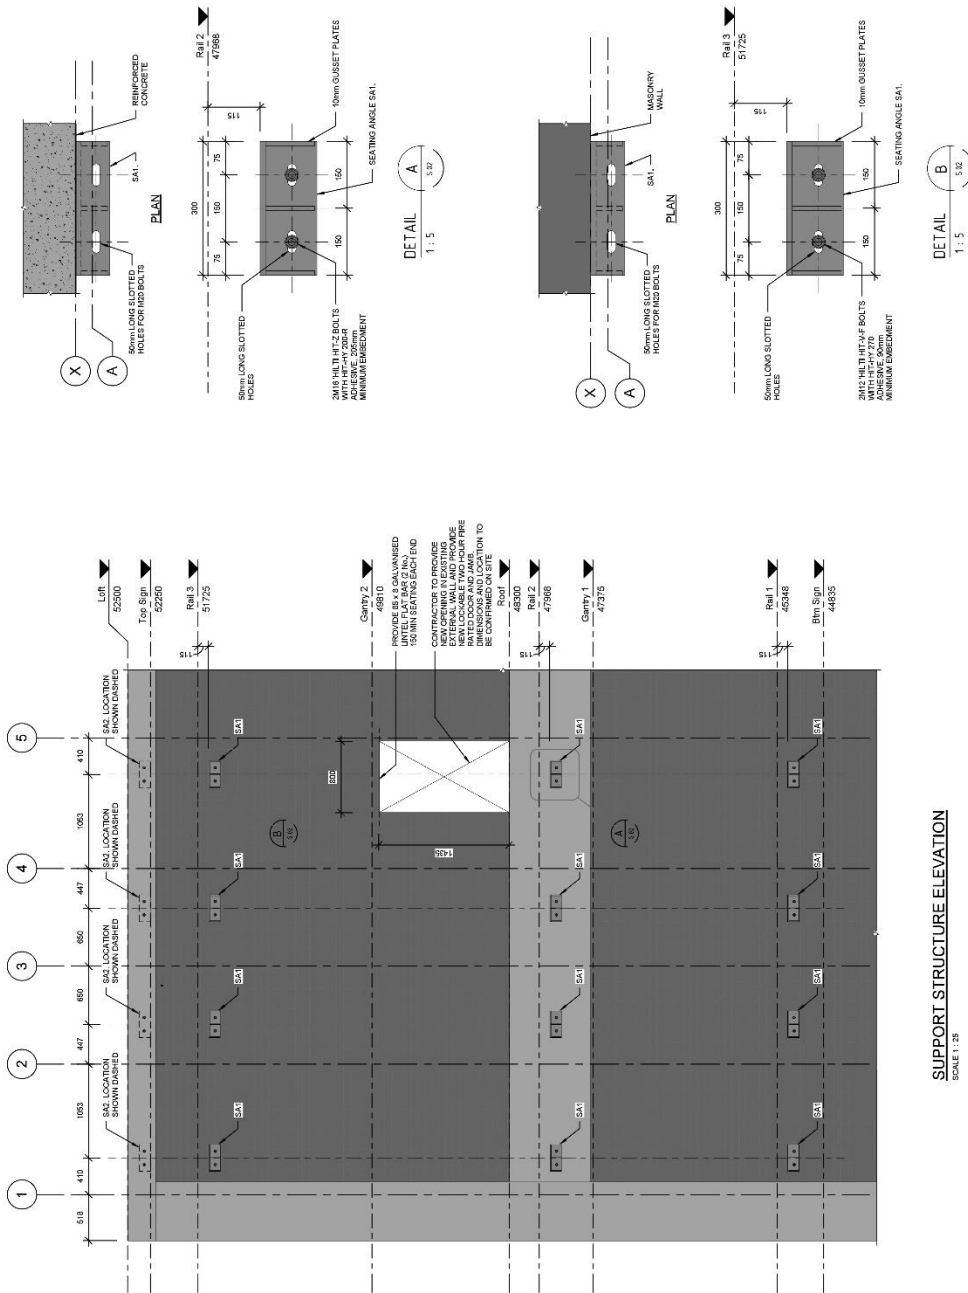 1
2
3
4
5
518
410
1053
447
650
650
447
1053
410
SA2. LOCATION
SHOWN DASHED
SA2. LOCATION
SHOWN DASHED
SA2. LOCATION
SHOWN DASHED
SA2. LOCATION
SHOWN DASHED
Loft
52500
Top Sign
52250
Rail 3
51725
115
SA1
SA1
SA1
SA1
B
5.02
600
1435
Gantry 2
49810
PROVIDE 85 x 8 GALVANISED
LINTEL FLAT BAR (2 No.)
150 MIN SEATING EACH END
CONTRACTOR TO PROVIDE
NEW OPENING IN EXISTING
EXTERNAL WALL AND PROVIDE
NEW LOCKABLE TWO HOUR FIRE
RATED DOOR AND JAMB.
DIMENSIONS AND LOCATION TO
BE CONFIRMED ON SITE
Roof
48300
Rail 2
47968
115
SA1
SA1
SA1
SA1
Gantry 1
47375
A
5.02
Rail 1
45348
115
SA1
SA1
SA1
SA1
Btm Sign
44835
SUPPORT STRUCTURE ELEVATION
SCALE 1 : 25
X
A
REINFORCED
CONCRETE
50mm LONG SLOTTED
HOLES FOR M20 BOLTS
SA1.
PLAN
Rail 2
47968
300
75
150
75
115
50mm LONG SLOTTED
HOLES
10mm GUSSET PLATES
150
150
2M16 'HILTI HIT-Z BOLTS
WITH HIT-HY 200-R
ADHESIVE, 205mm
MINIMUM EMBEDMENT
SEATING ANGLE SA1.
DETAIL
1 : 5
A
5.02
X
A
MASONRY
WALL
50mm LONG SLOTTED
HOLES FOR M20 BOLTS
SA1.
PLAN
Rail 3
51725
300
75
150
75
115
50mm LONG SLOTTED
HOLES
10mm GUSSET PLATES
150
150
2M12 'HILTI HIT-V-F BOLTS
WITH HIT-HY 270
ADHESIVE, 90mm
MINIMUM EMBEDMENT
SEATING ANGLE SA1.
DETAIL
1 : 5
B
5.02